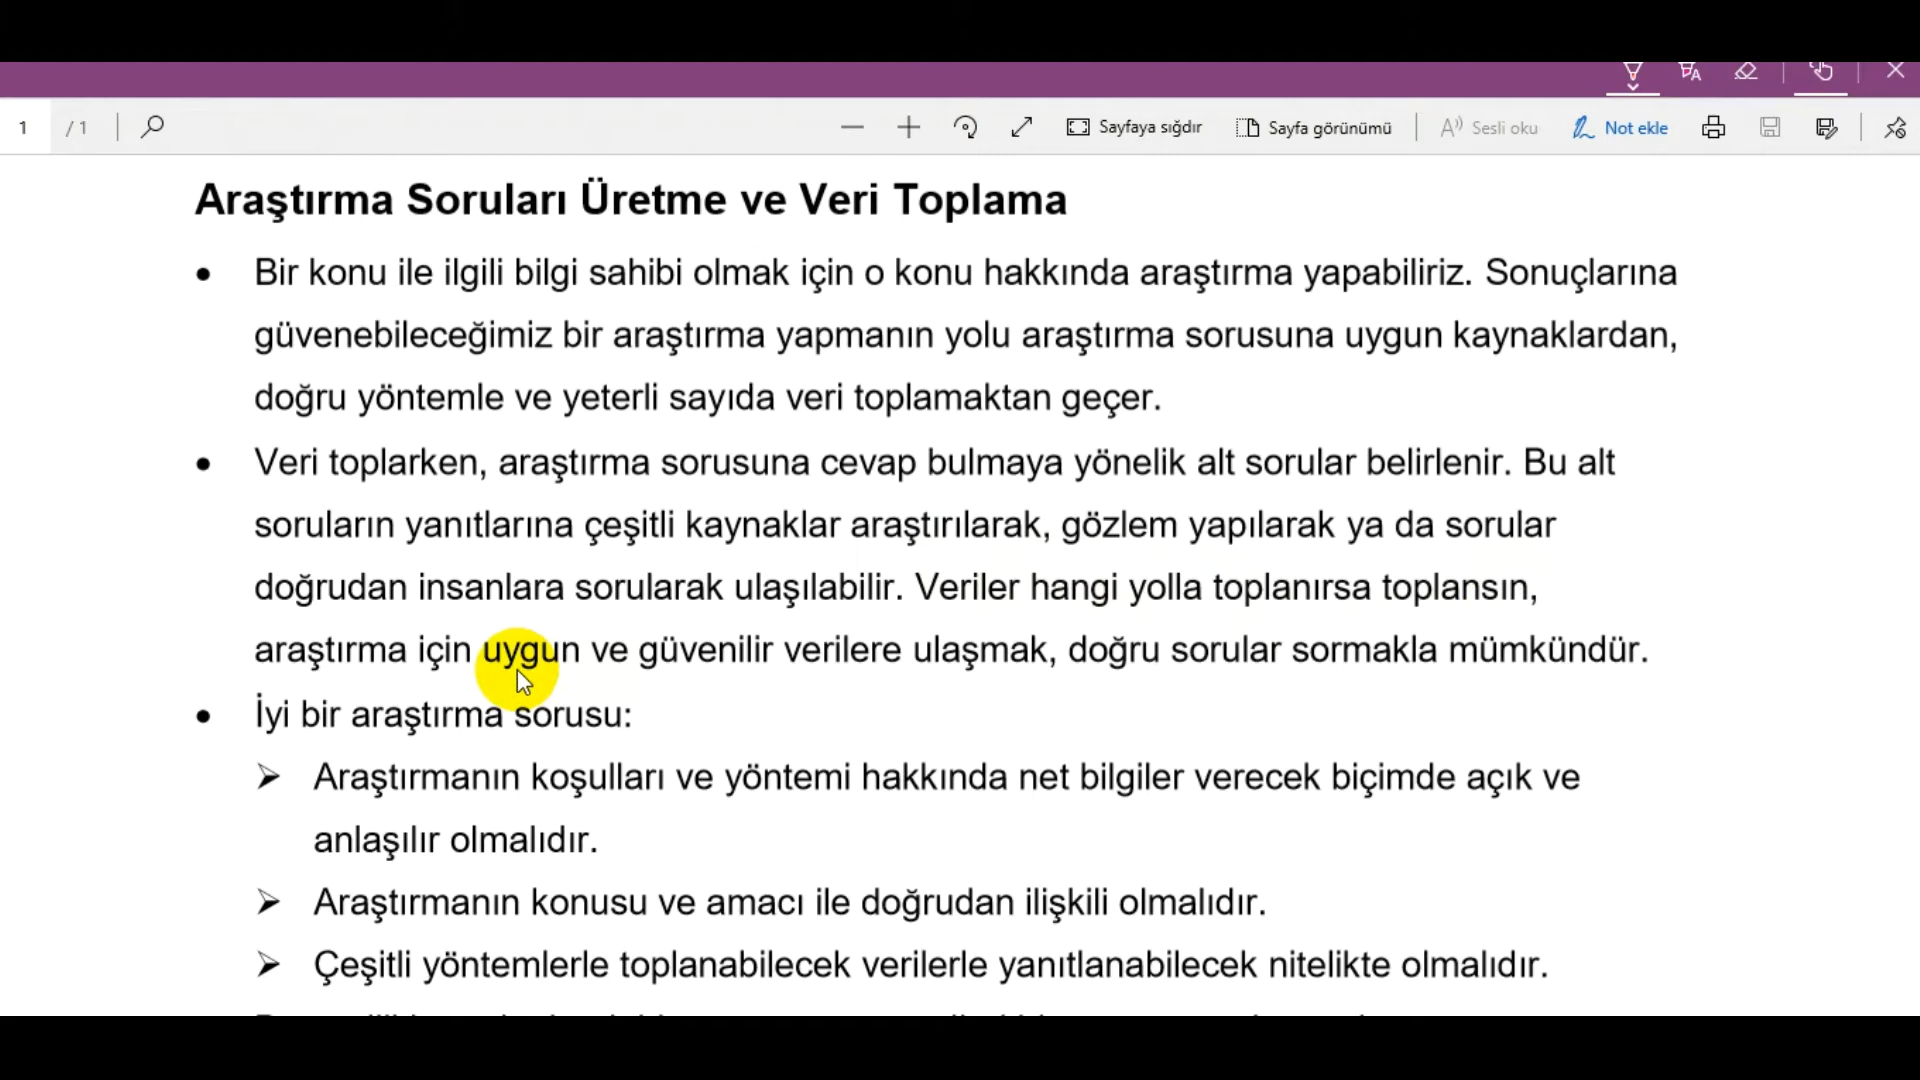 1 / 1 Sayfaya sığdır Sayfa görünümü Sesli oku Not ekle
Araştırma Soruları Üretme ve Veri Toplama
• Bir konu ile ilgili bilgi sahibi olmak için o konu hakkında araştırma yapabiliriz. Sonuçlarına
güvenebileceğimiz bir araştırma yapmanın yolu araştırma sorusuna uygun kaynaklardan,
doğru yöntemle ve yeterli sayıda veri toplamaktan geçer.
• Veri toplarken, araştırma sorusuna cevap bulmaya yönelik alt sorular belirlenir. Bu alt
soruların yanıtlarına çeşitli kaynaklar araştırılarak, gözlem yapılarak ya da sorular
doğrudan insanlara sorularak ulaşılabilir. Veriler hangi yolla toplanırsa toplansın,
araştırma için uygun ve güvenilir verilere ulaşmak, doğru sorular sormakla mümkündür.
• İyi bir araştırma sorusu:
➤ Araştırmanın koşulları ve yöntemi hakkında net bilgiler verecek biçimde açık ve
anlaşılır olmalıdır.
➤ Araştırmanın konusu ve amacı ile doğrudan ilişkili olmalıdır.
➤ Çeşitli yöntemlerle toplanabilecek verilerle yanıtlanabilecek nitelikte olmalıdır.